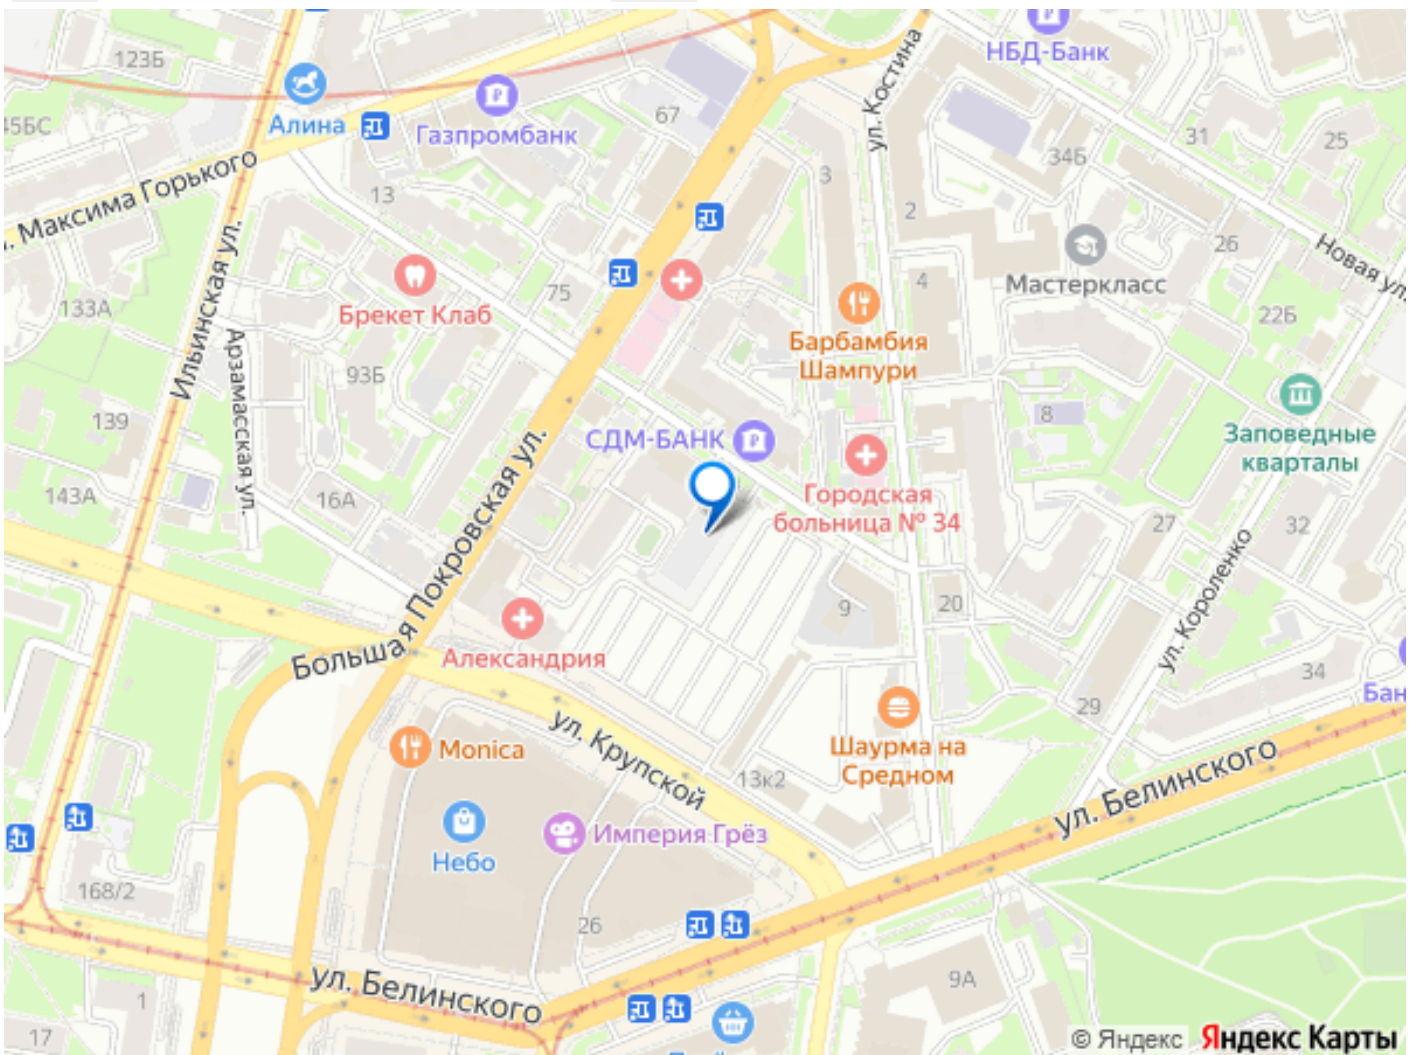 НБД-Банк
123Б
ул. Костина
Алина
Газпромбанк
67
31
25
45БС
34Б
. Максима Горького
13
3
2
26
Новая ул.
Мастеркласс
Ильинская ул.
133А
Брекет Клаб
75
4
22Б
Арзамасская ул.
93Б
Барбамбия
Шампури
139
8
СДМ-БАНК
Заповедные
кварталы
143А
16А
Большая Покровская ул.
Городская
больница № 34
27
32
ул. Короленко
9
20
Александрия
34
Бан
29
Monica
ул. Крупской
Шаурма на
Средном
13к2
ул. Белинского
Небо
Империя Грёз
168/2
26
ул. Белинского
9А
1
17
© Яндекс Яндекс Карты